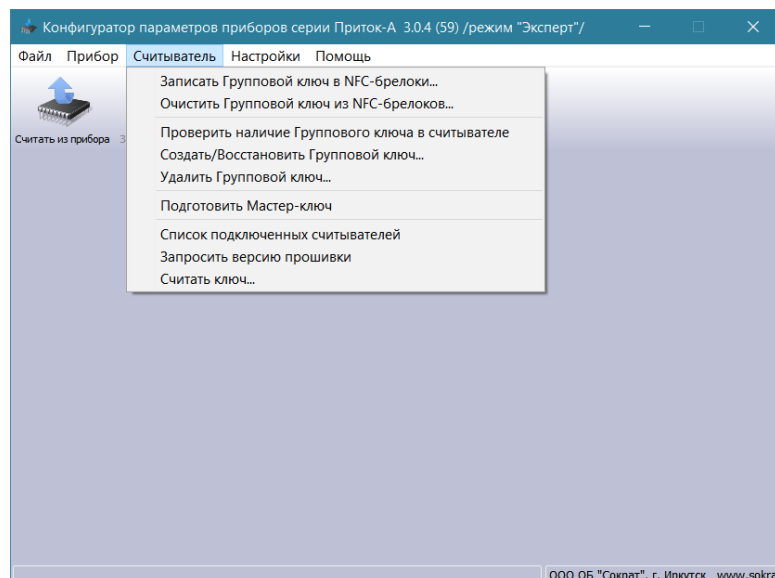 Конфигуратор параметров приборов серии Приток-А 3.0.4 (59) /режим "Эксперт"/
Файл Прибор Считыватель Настройки Помощь
Записать Групповой ключ в NFC-брелоки...
Очистить Групповой ключ из NFC-брелоков...
Считать из прибора
Проверить наличие Группового ключа в считывателе
Создать/Восстановить Групповой ключ...
Удалить Групповой ключ...
Подготовить Мастер-ключ
Список подключенных считывателей
Запросить версию прошивки
Считать ключ...
ООО ОБ "Сократ", г. Иркутск www.sokra